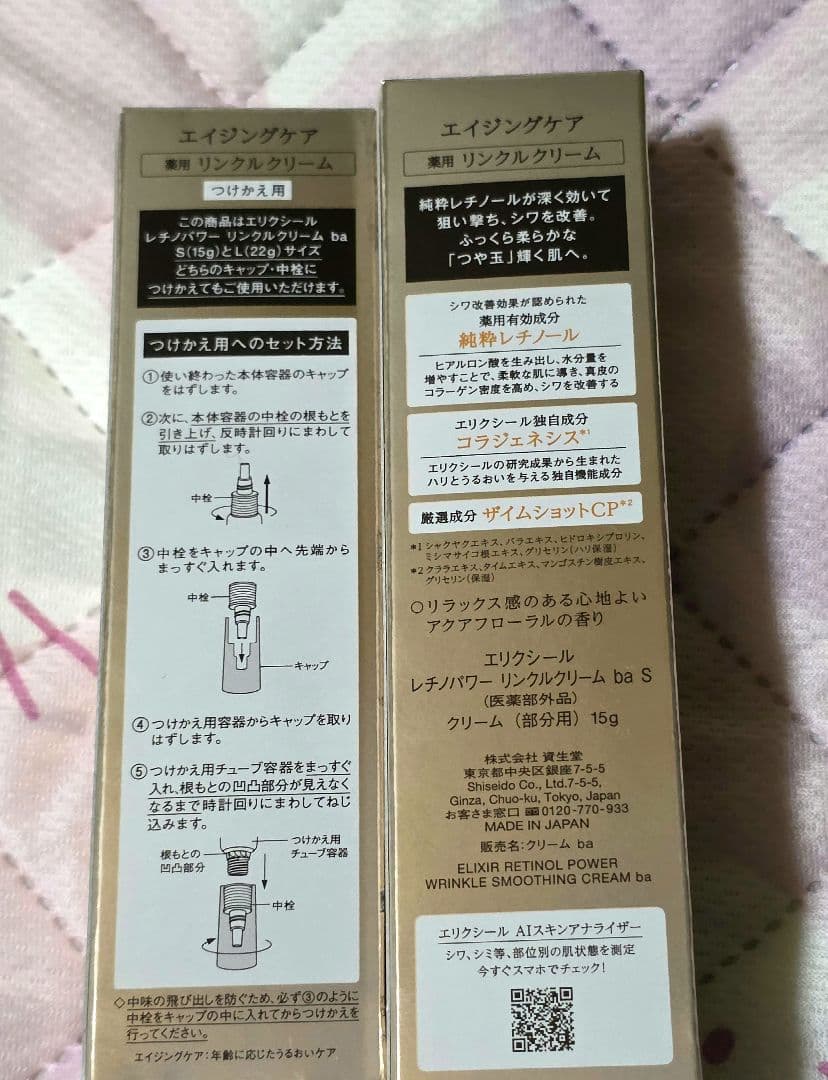 エイジングケア
薬用 リンクルクリーム
つけかえ用
この商品はエリクシール
レチノパワー リンクルクリーム ba
S(15g)とL(22g)サイズ
どちらのキャップ・中栓に
つけかえてもご使用いただけます。
つけかえ用へのセット方法
①使い終わった本体容器のキャップ
をはずします。
②次に、本体容器の中栓の根もとを
引き上げ、反時計回りにまわして
取りはずします。
中栓
③中栓をキャップの中へ先端から
まっすぐ入れます。
中栓
キャップ
④つけかえ用容器からキャップを取り
はずします。
⑤つけかえ用チューブ容器をまっすぐ
入れ、根もとの凹凸部分が見えなく
なるまで時計回りにまわしてねじ
込みます。
根もとの
凹凸部分
つけかえ用
チューブ容器
中栓
◇中味の飛び出しを防ぐため、必ず③のように
中栓をキャップの中に入れてからつけかえを
行ってください。
エイジングケア：年齢に応じたうるおいケア
エイジングケア
薬用 リンクルクリーム
純粋レチノールが深く効いて
狙い撃ち、シワを改善。
ふっくら柔らかな
「つや玉」輝く肌へ。
シワ改善効果が認められた
薬用有効成分
純粋レチノール
ヒアルロン酸を生み出し、水分量を
増やすことで、柔軟な肌に導き、真皮の
コラーゲン密度を高め、シワを改善する
エリクシール独自成分
コラジェネシス*1
エリクシールの研究成果から生まれた
ハリとうるおいを与える独自機能成分
厳選成分 ザイムショットCP*2
*1 シャクヤクエキス、バラエキス、ヒドロキシプロリン、
ミシマサイコ根エキス、グリセリン(ハリ保湿)
*2 クララエキス、タイムエキス、マンゴスチン樹皮エキス、
グリセリン(保湿)
○リラックス感のある心地よい
アクアフローラルの香り
エリクシール
レチノパワー リンクルクリーム ba S
(医薬部外品)
クリーム (部分用) 15g
株式会社 資生堂
東京都中央区銀座7-5-5
Shiseido Co., Ltd.7-5-5,
Ginza, Chuo-ku, Tokyo, Japan
お客さま窓口 0120-770-933
MADE IN JAPAN
販売名：クリーム ba
ELIXIR RETINOL POWER
WRINKLE SMOOTHING CREAM ba
エリクシール AIスキンアナライザー
シワ、シミ等、部位別の肌状態を測定
今すぐスマホでチェック！